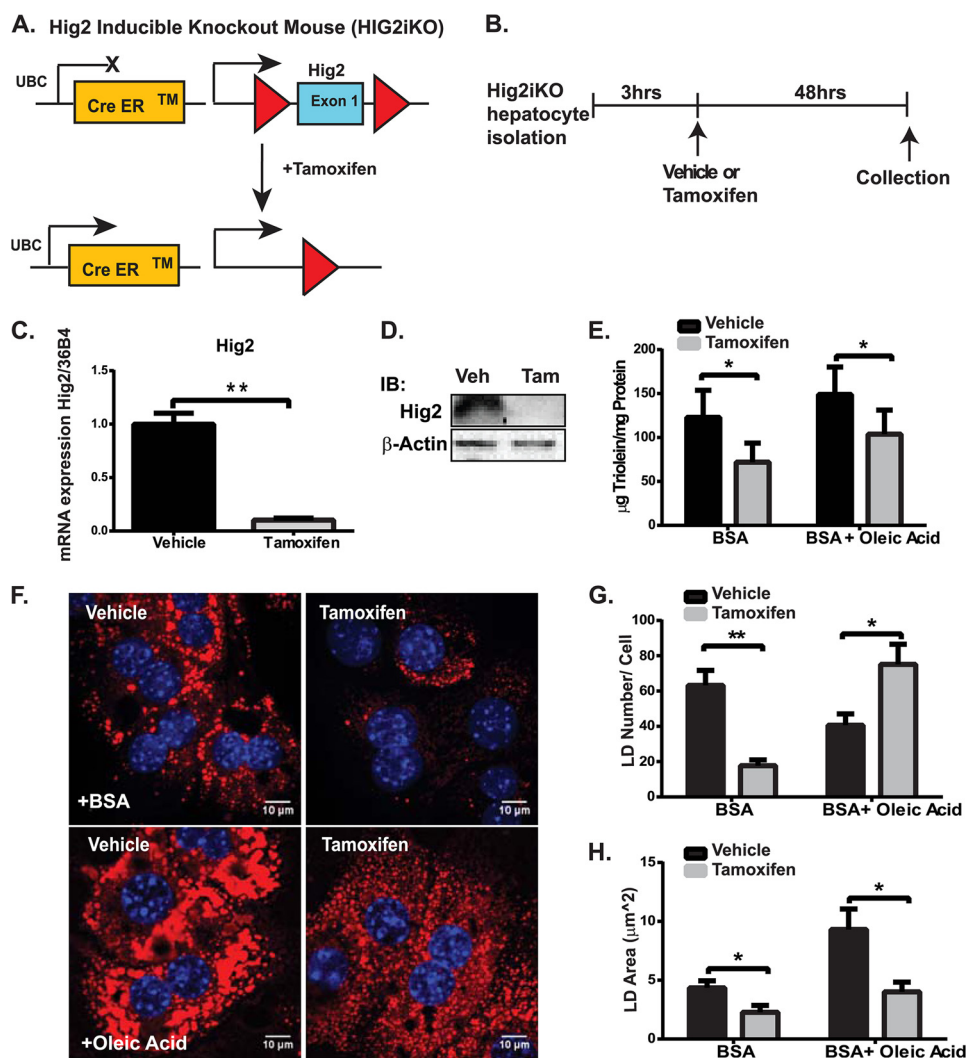 A. Hig2 Inducible Knockout Mouse (HIG2iKO)
UBC
X
Cre ER TM
Hig2
Exon 1
+Tamoxifen
UBC
Cre ER TM
B.
Hig2iKO
hepatocyte
isolation
3hrs
48hrs
Vehicle or
Tamoxifen
Collection
C.
Hig2
mRNA expression Hig2/36B4
1.5
1.0
0.5
0.0
**
Vehicle
Tamoxifen
D.
IB:
Veh
Tam
Hig2
β-Actin
E.
Vehicle
Tamoxifen
μg Triolein/mg Protein
200
150
100
50
0
*
*
BSA
BSA + Oleic Acid
F.
Vehicle
+BSA
10 μm
Tamoxifen
10 μm
Vehicle
+Oleic Acid
10 μm
Tamoxifen
10 μm
G.
Vehicle
Tamoxifen
LD Number/ Cell
100
80
60
40
20
0
**
*
BSA
BSA+ Oleic Acid
H.
Vehicle
Tamoxifen
LD Area (μm^2)
15
10
5
0
*
*
BSA
BSA+ Oleic Acid